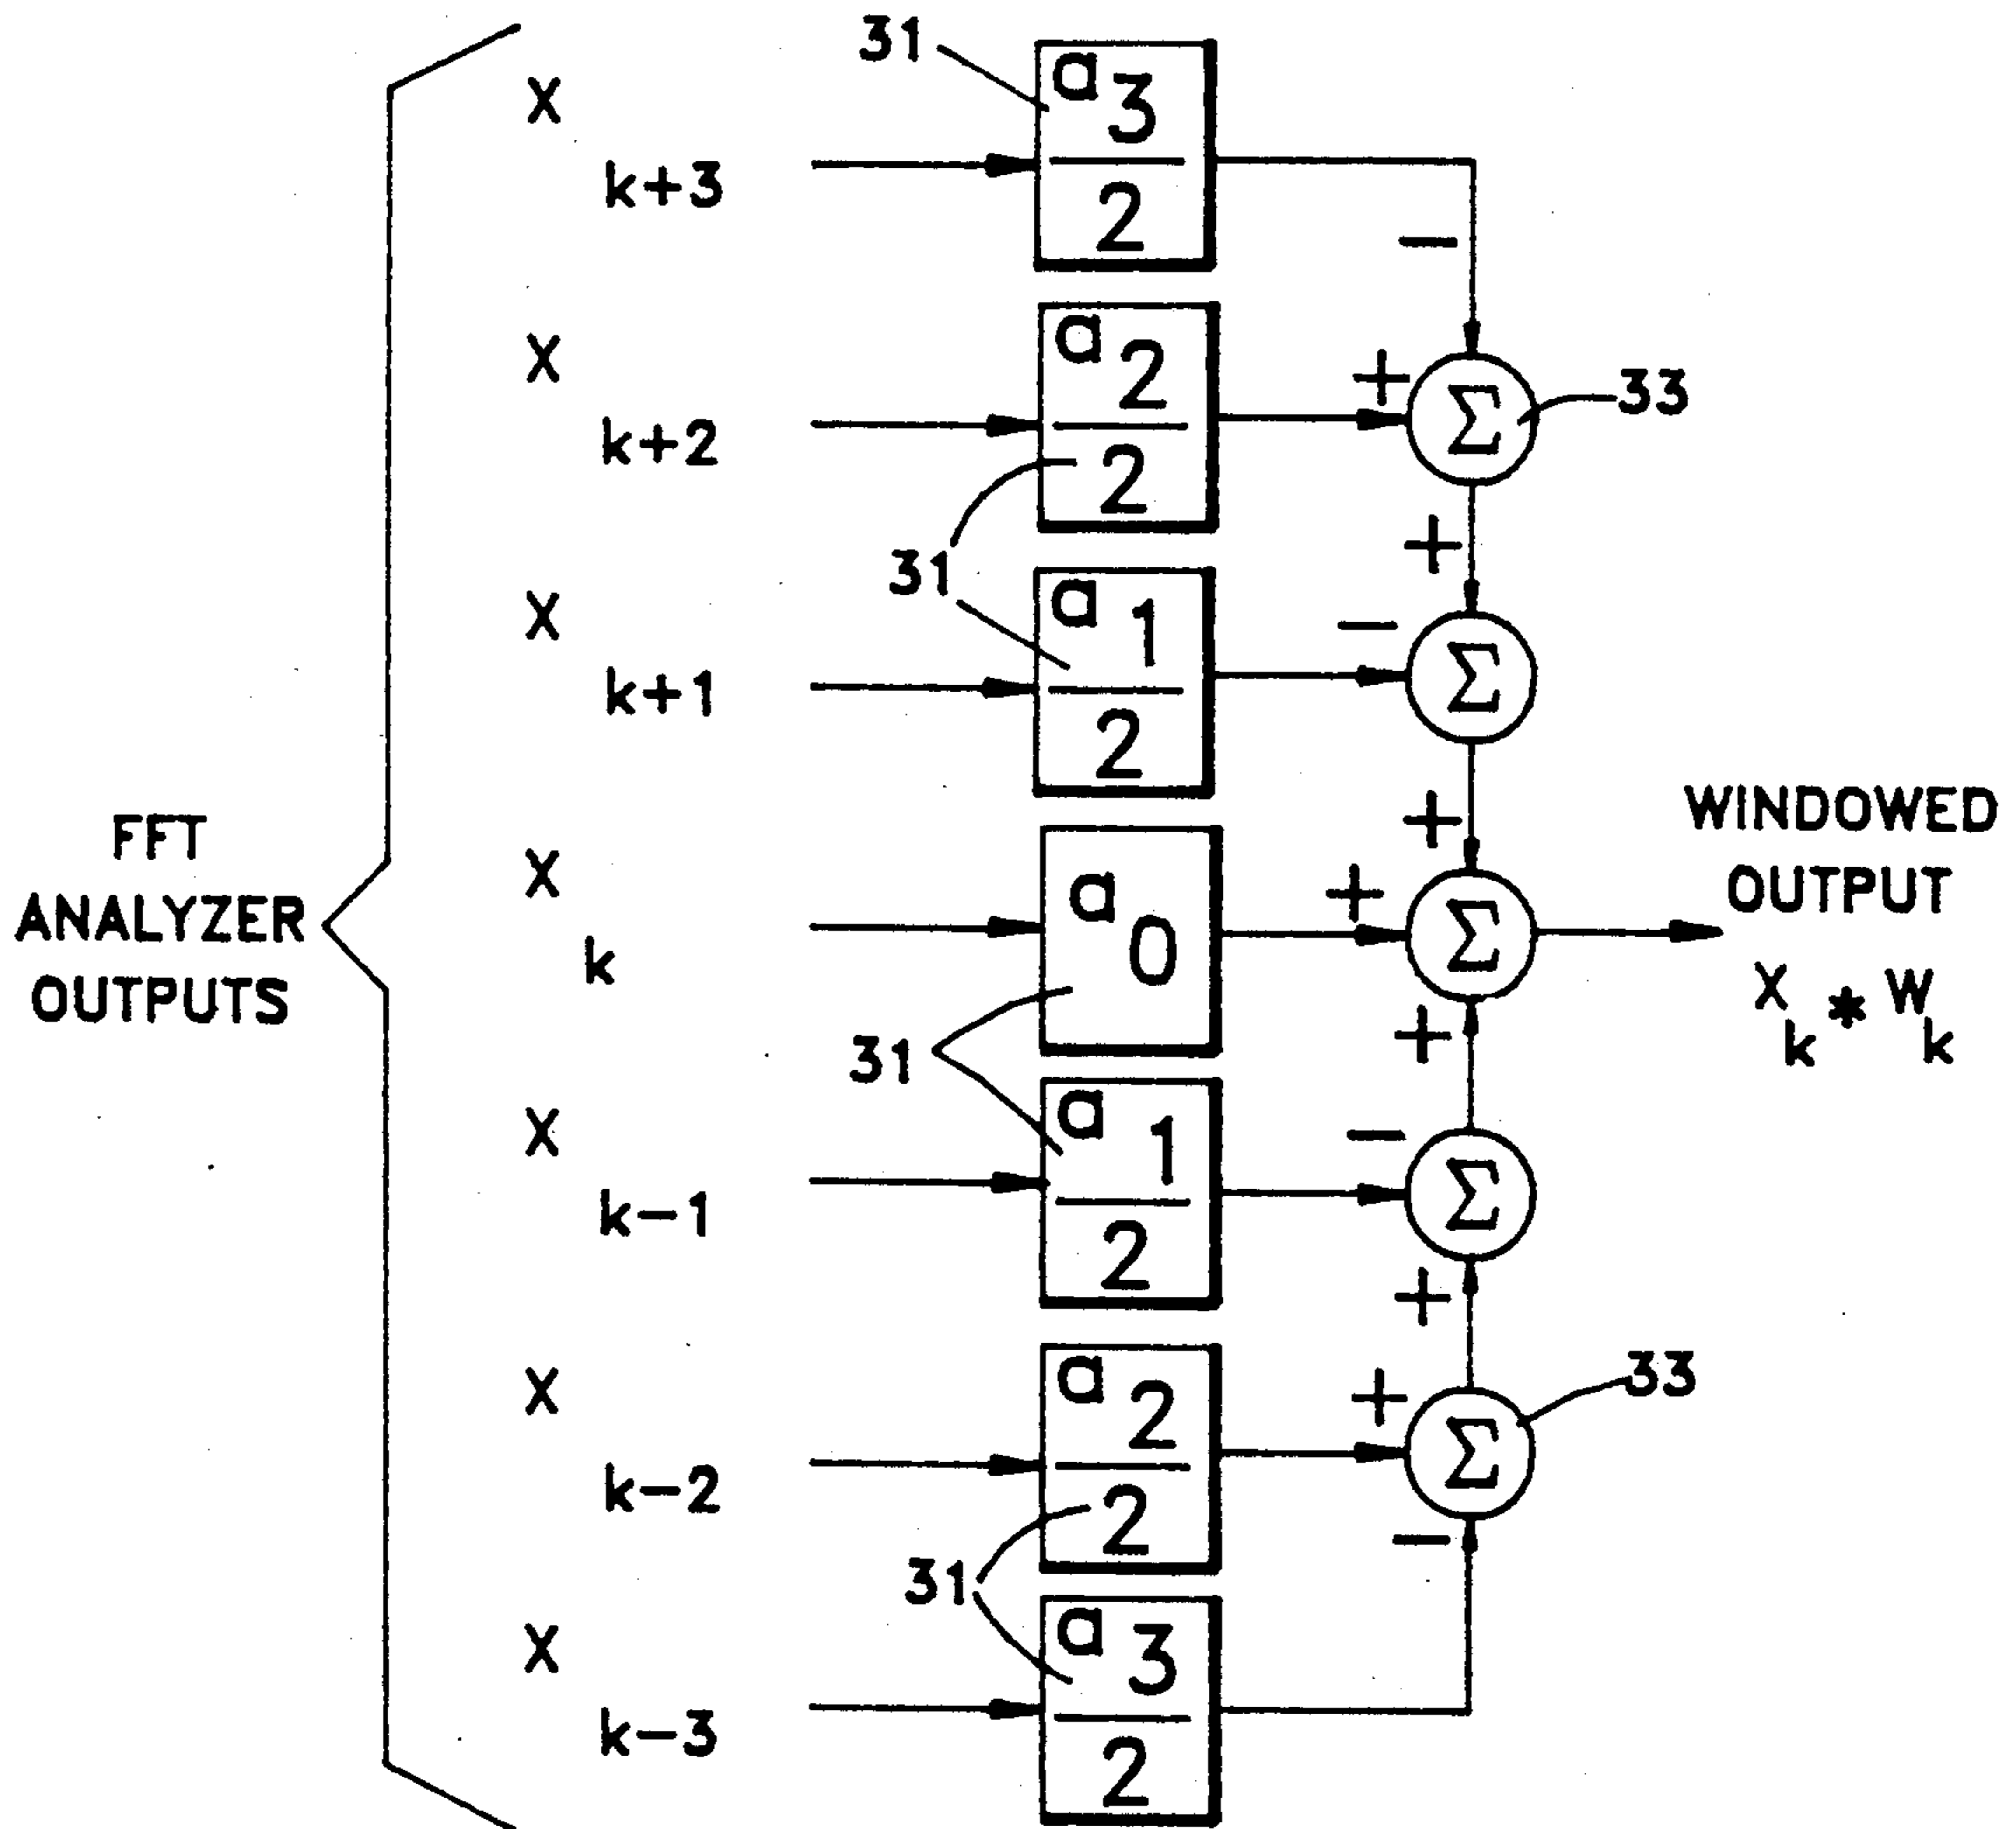 31
a 3
2
X
k+3
−
X
k+2
a 2
2
+
Σ
33
31
+
X
k+1
a 1
2
−
Σ
+
FFT
ANALYZER
OUTPUTS
X
k
a 0
+
Σ
WINDOWED
OUTPUT
X k * W k
31
+
X
k−1
a 1
2
−
Σ
+
X
k−2
a 2
2
+
Σ
33
31
−
X
k−3
a 3
2